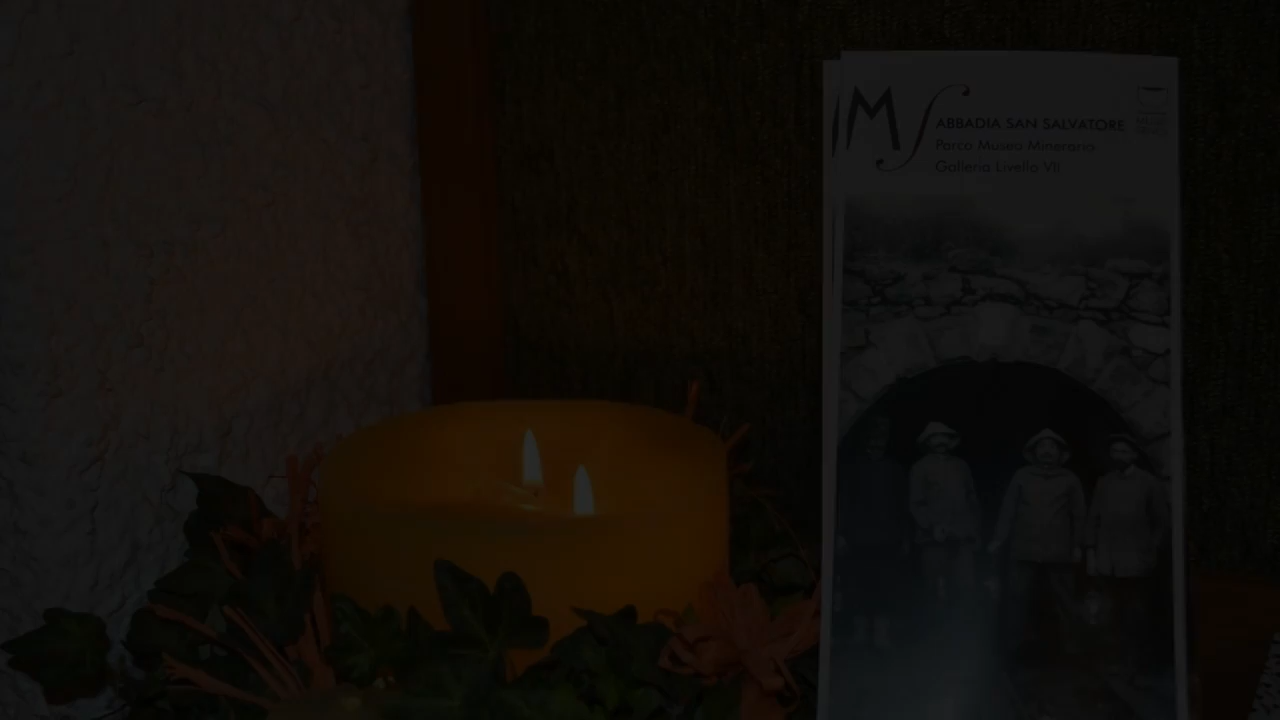 IMS
ABBADIA SAN SALVATORE
Parco Museo Minerario
Galleria Livello VII